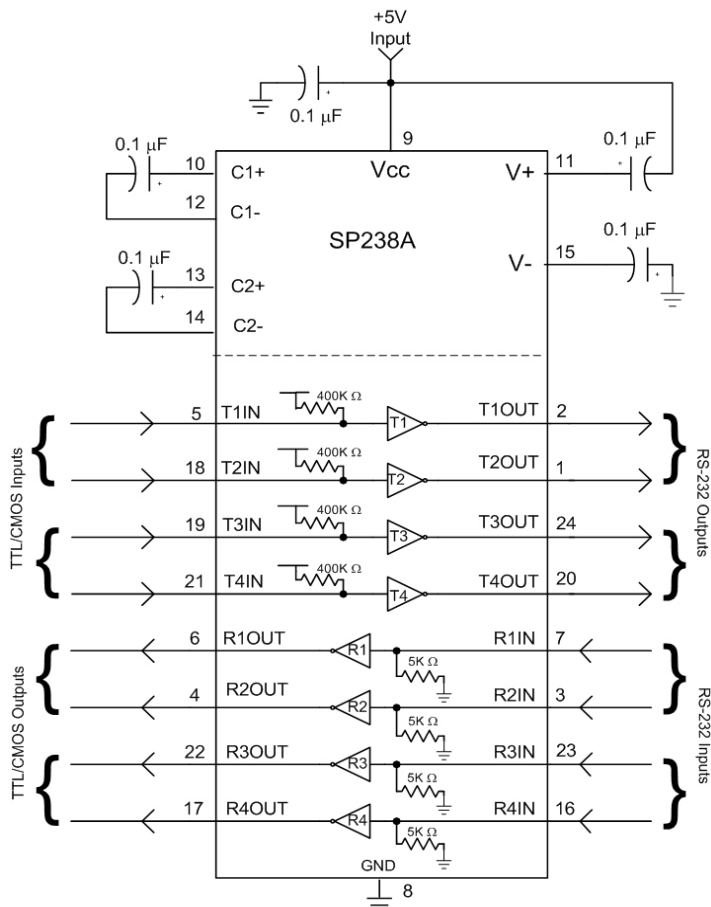 +5V
Input
0.1 µF
+
9
0.1 µF
10 C1+
+
12 C1-
Vcc
V+ 11
0.1 µF
+
SP238A
0.1 µF
13 C2+
+
14 C2-
V- 15
0.1 µF
+
TTL/CMOS Inputs
5 T1IN 400K Ω T1 T1OUT 2
18 T2IN 400K Ω T2 T2OUT 1
19 T3IN 400K Ω T3 T3OUT 24
21 T4IN 400K Ω T4 T4OUT 20
RS-232 Outputs
TTL/CMOS Outputs
6 R1OUT R1 5K Ω R1IN 7
4 R2OUT R2 5K Ω R2IN 3
22 R3OUT R3 5K Ω R3IN 23
17 R4OUT R4 5K Ω R4IN 16
RS-232 Inputs
GND
8